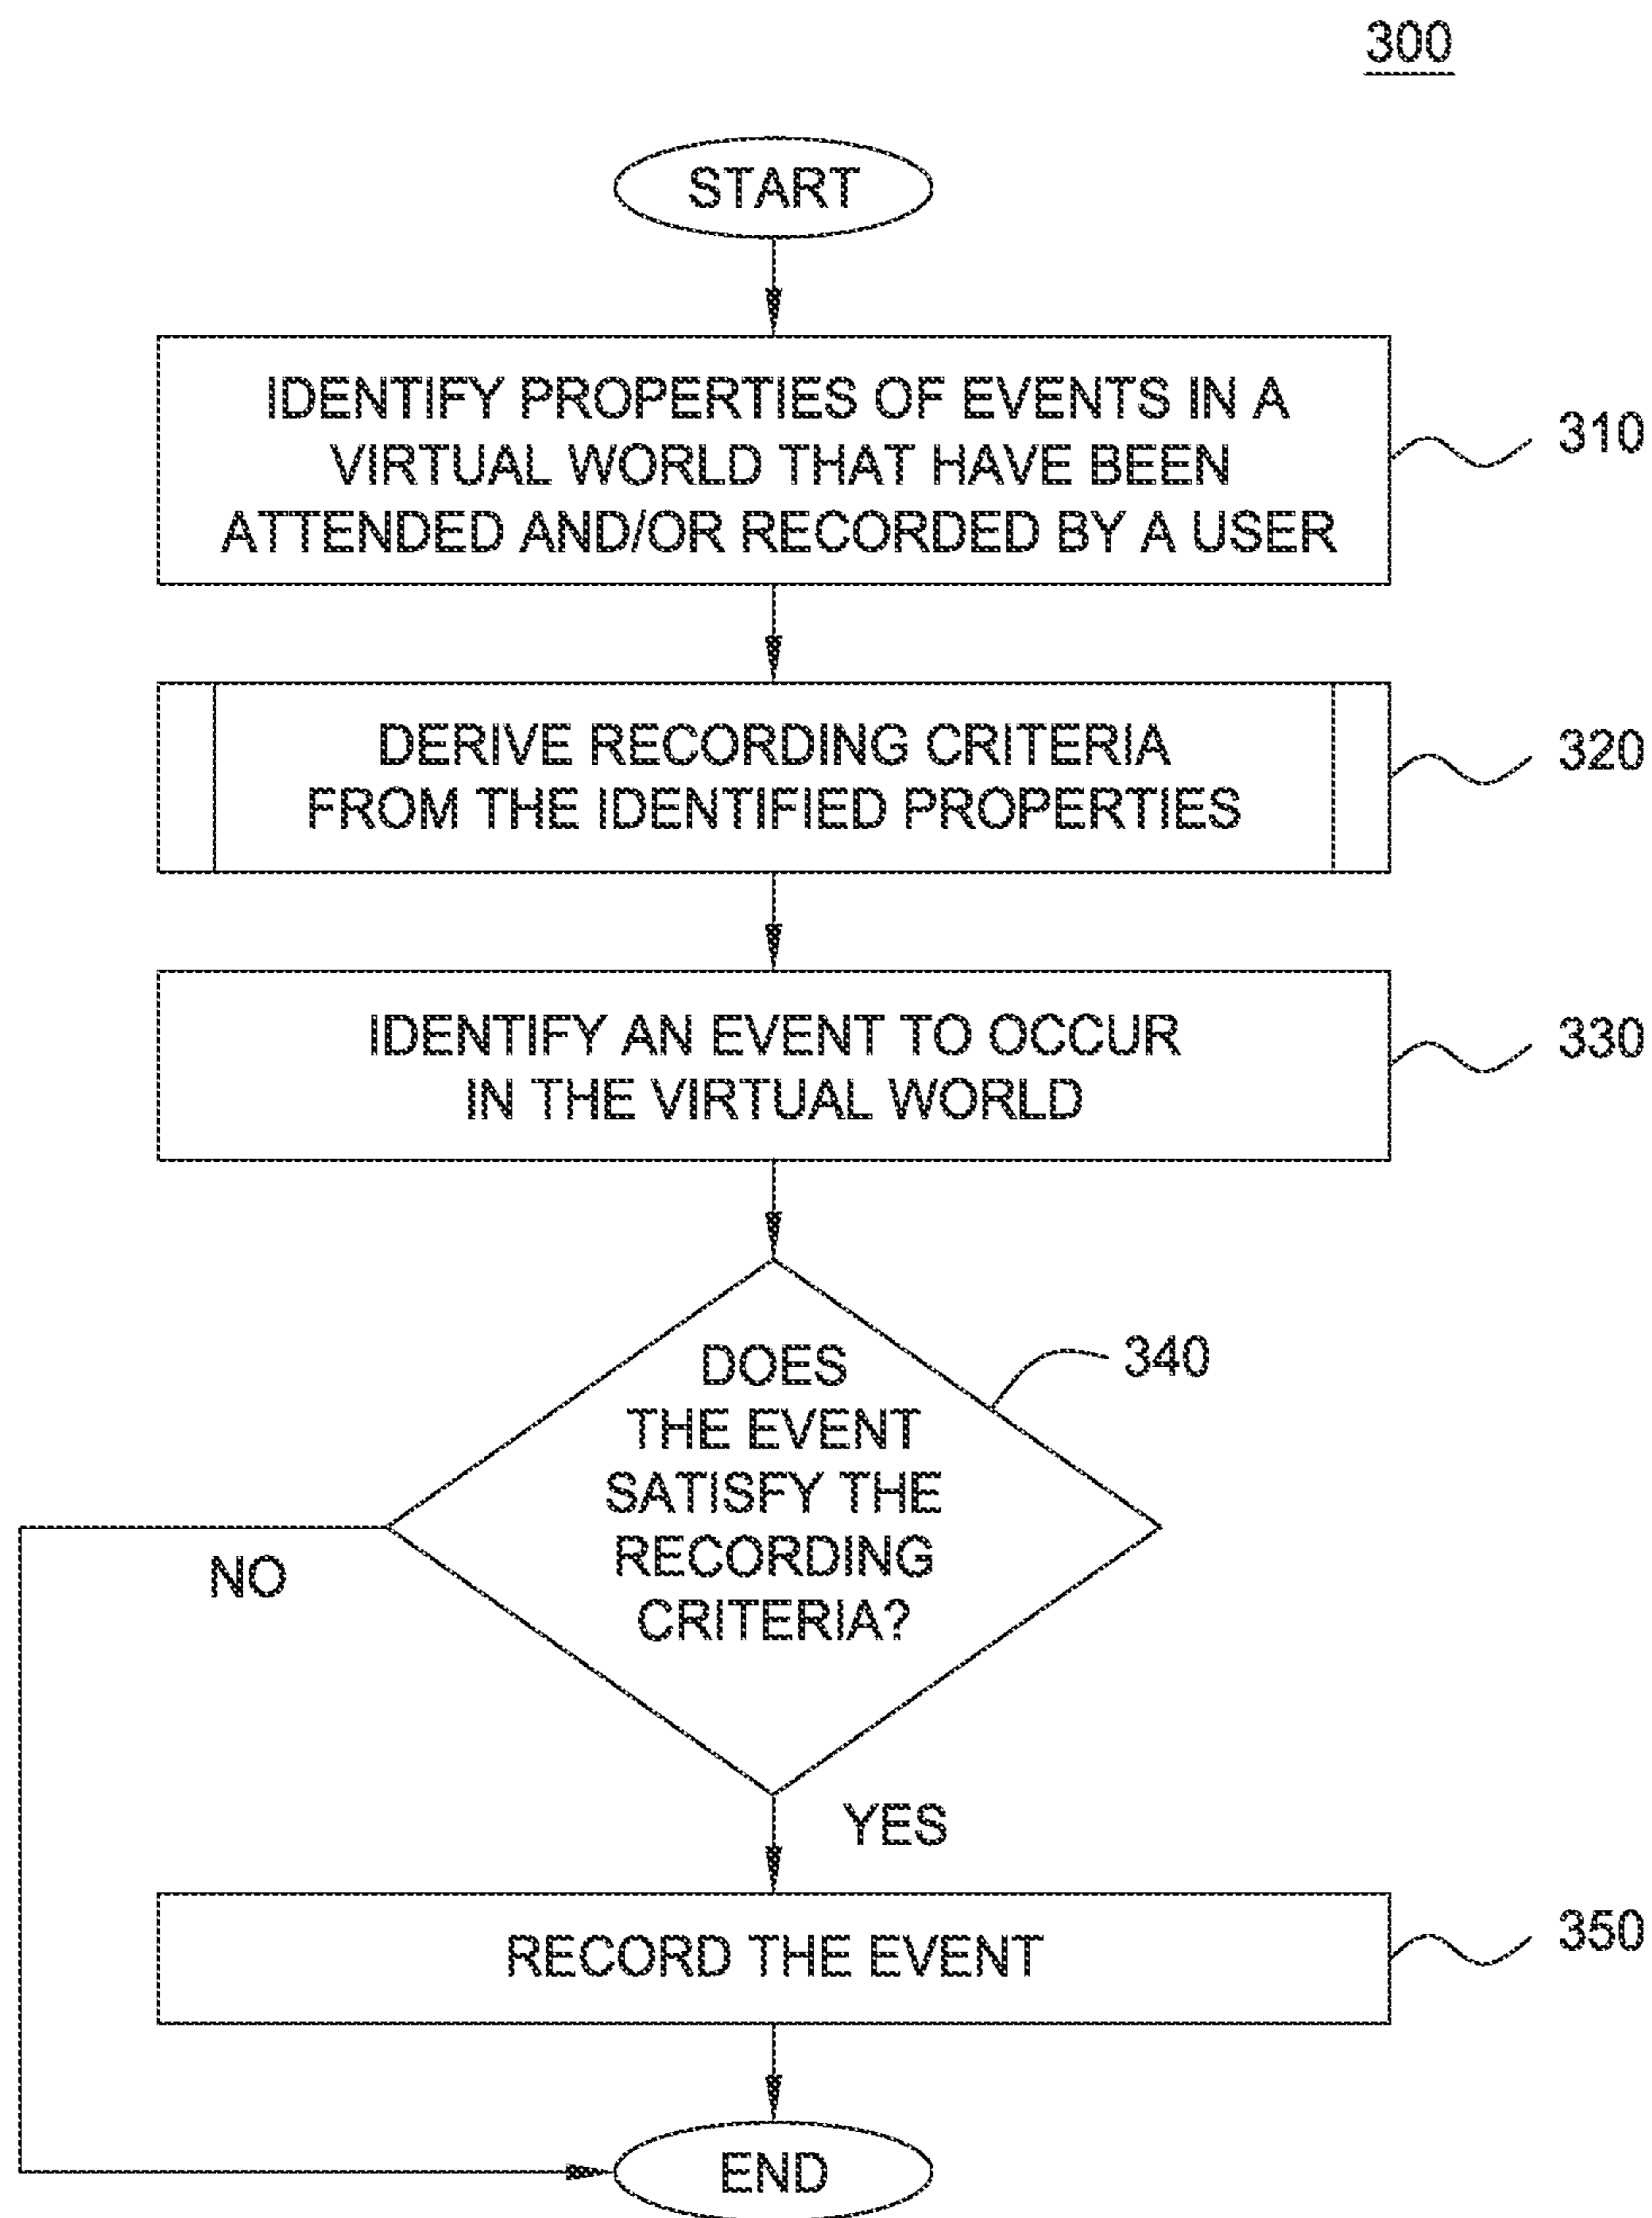 300
START
IDENTIFY PROPERTIES OF EVENTS IN A
VIRTUAL WORLD THAT HAVE BEEN
ATTENDED AND/OR RECORDED BY A USER
310
DERIVE RECORDING CRITERIA
FROM THE IDENTIFIED PROPERTIES
320
IDENTIFY AN EVENT TO OCCUR
IN THE VIRTUAL WORLD
330
DOES
THE EVENT
SATISFY THE
RECORDING
CRITERIA?
340
NO
YES
RECORD THE EVENT
350
END